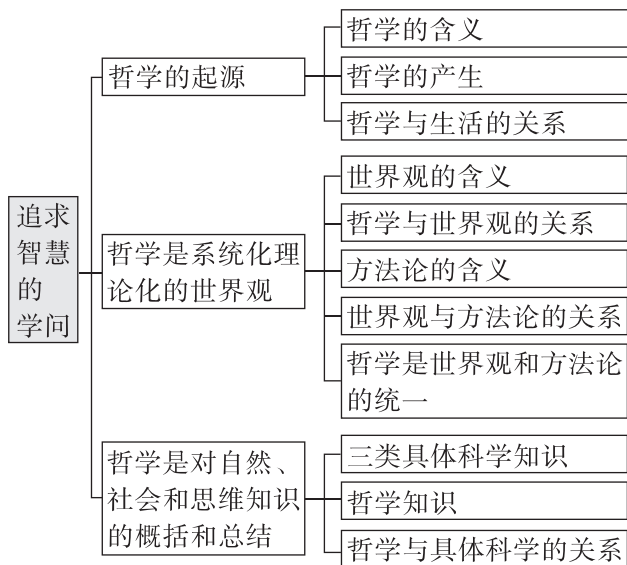 追求
智慧
的
学问
哲学的起源
哲学的含义
哲学的产生
哲学与生活的关系
哲学是系统化理
论化的世界观
世界观的含义
哲学与世界观的关系
方法论的含义
世界观与方法论的关系
哲学是世界观和方法论
的统一
哲学是对自然、
社会和思维知识
的概括和总结
三类具体科学知识
哲学知识
哲学与具体科学的关系